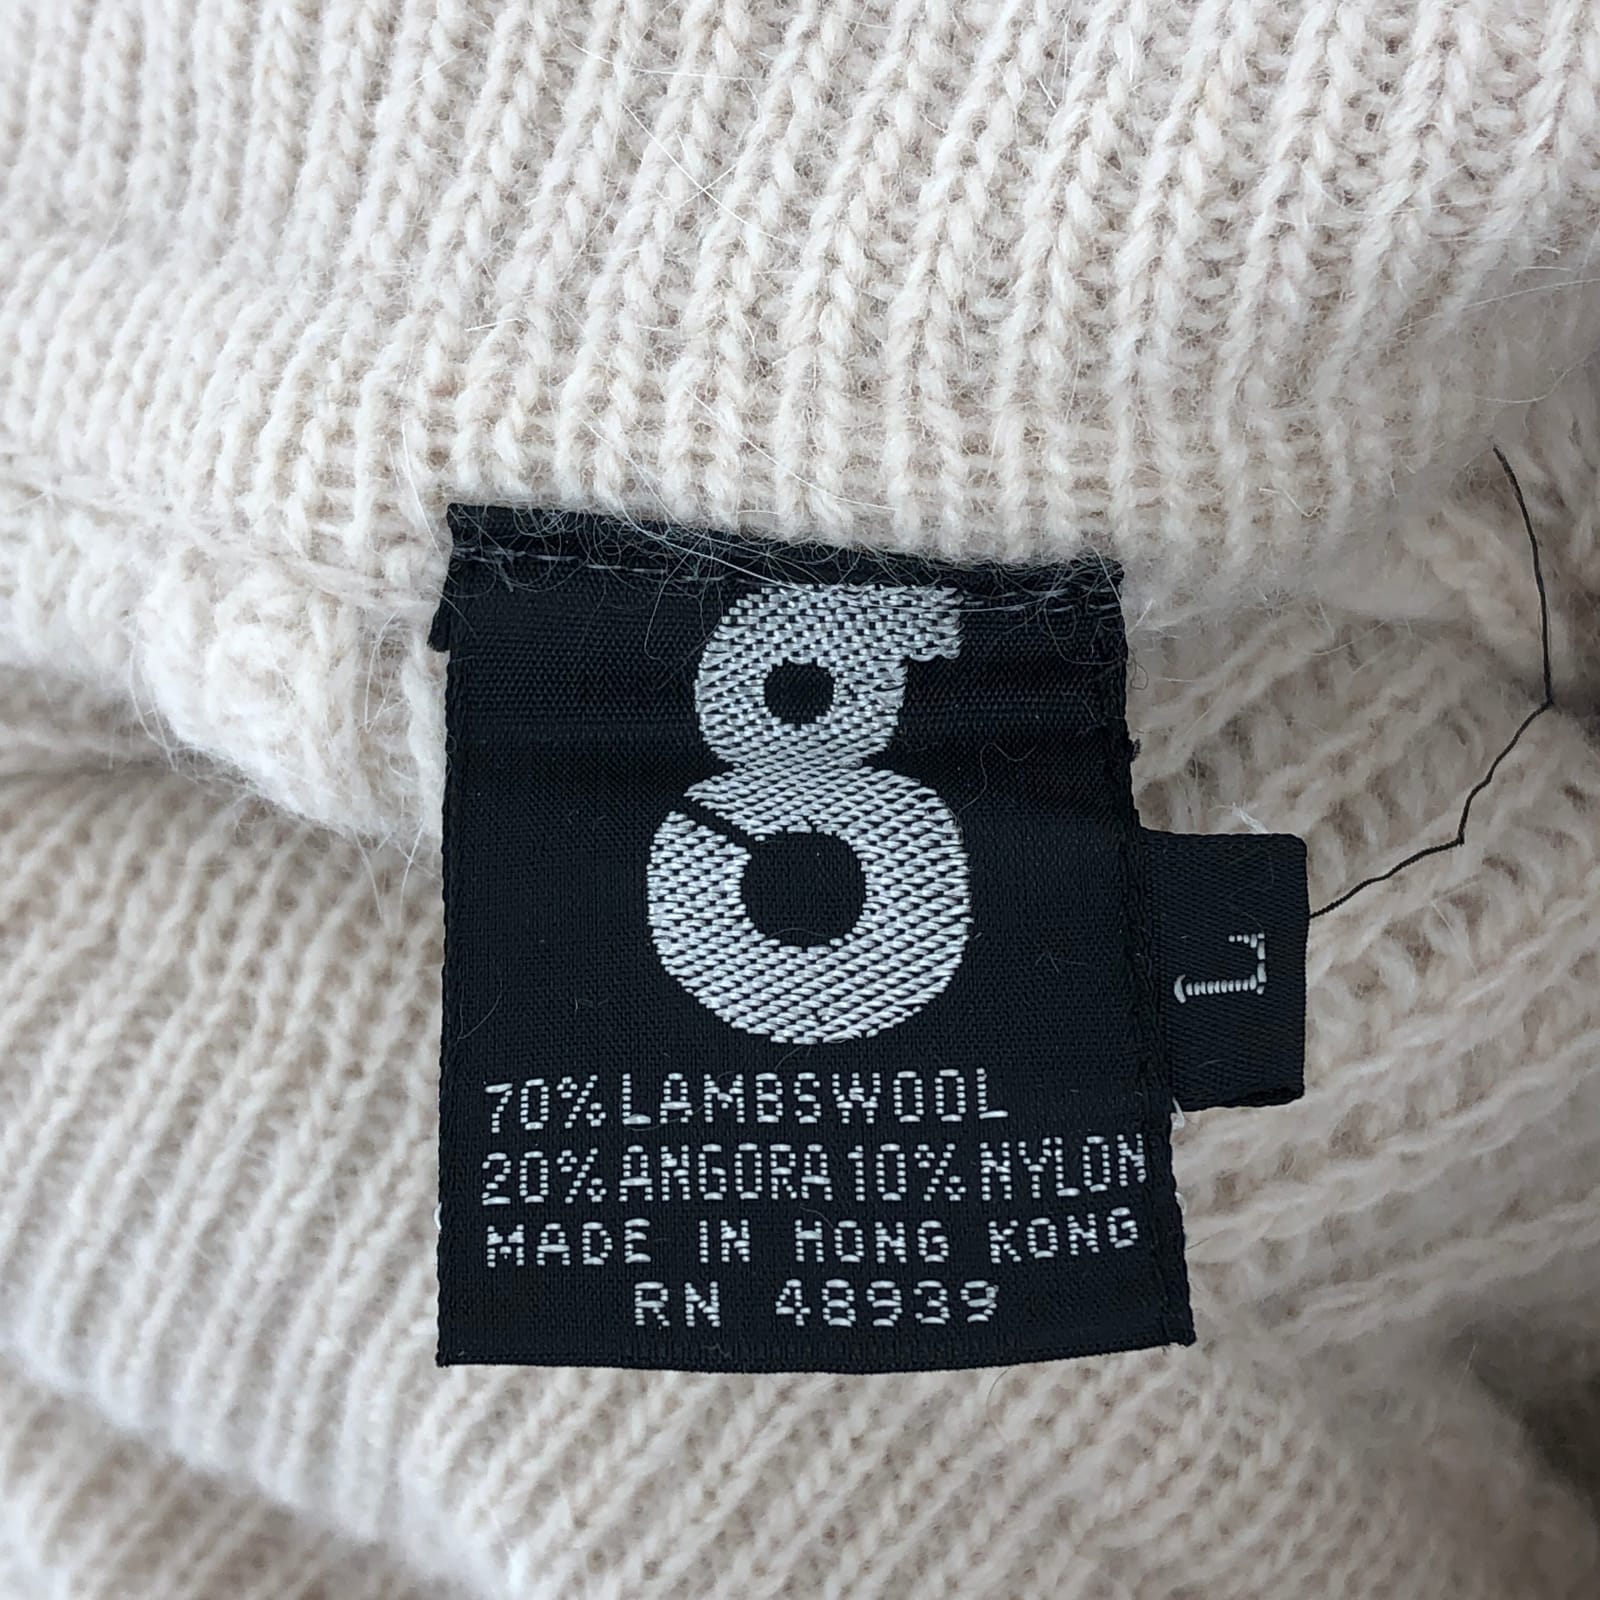 g
70% LAMBSWOOL
20% ANGORA 10% NYLON
MADE IN HONG KONG
RN 48939
L